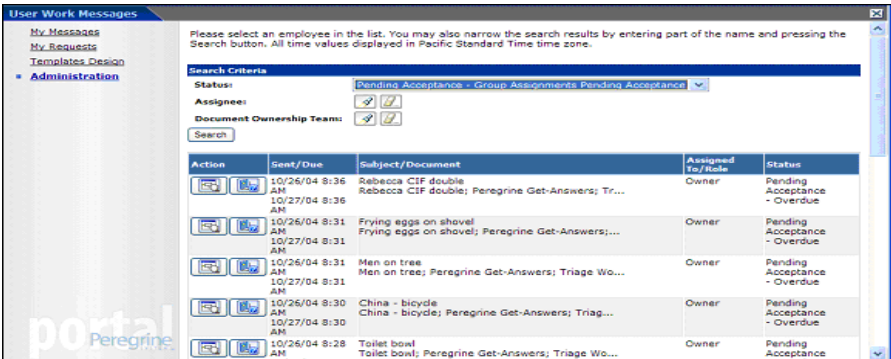 User Work Messages
My Messages
My Requests
Templates Design
Administration
Please select an employee in the list. You may also narrow the search results by entering part of the name and pressing the
Search button. All time values displayed in Pacific Standard Time time zone.
Search Criteria
Status:
Pending Acceptance - Group Assignments Pending Acceptance
Assignee:
Document Ownership Team:
Search
Action Sent/Due Subject/Document Assigned To/Role Status
10/26/04 8:36 AM
10/27/04 8:36 AM
Rebecca CIF double
Rebecca CIF double; Peregrine Get-Answers; Tr...
Owner
Pending
Acceptance
- Overdue
10/26/04 8:31 AM
10/27/04 8:31 AM
Frying eggs on shovel
Frying eggs on shovel; Peregrine Get-Answers;...
Owner
Pending
Acceptance
- Overdue
10/26/04 8:31 AM
10/27/04 8:31 AM
Men on tree
Men on tree; Peregrine Get-Answers; Triage Wo...
Owner
Pending
Acceptance
- Overdue
10/26/04 8:30 AM
10/27/04 8:30 AM
China - bicycle
China - bicycle; Peregrine Get-Answers; Triag...
Owner
Pending
Acceptance
- Overdue
10/26/04 8:28 AM
Toilet bowl
Toilet bowl; Peregrine Get-Answers; Triage Wo...
Owner
Pending
Acceptance
portal
Peregrine